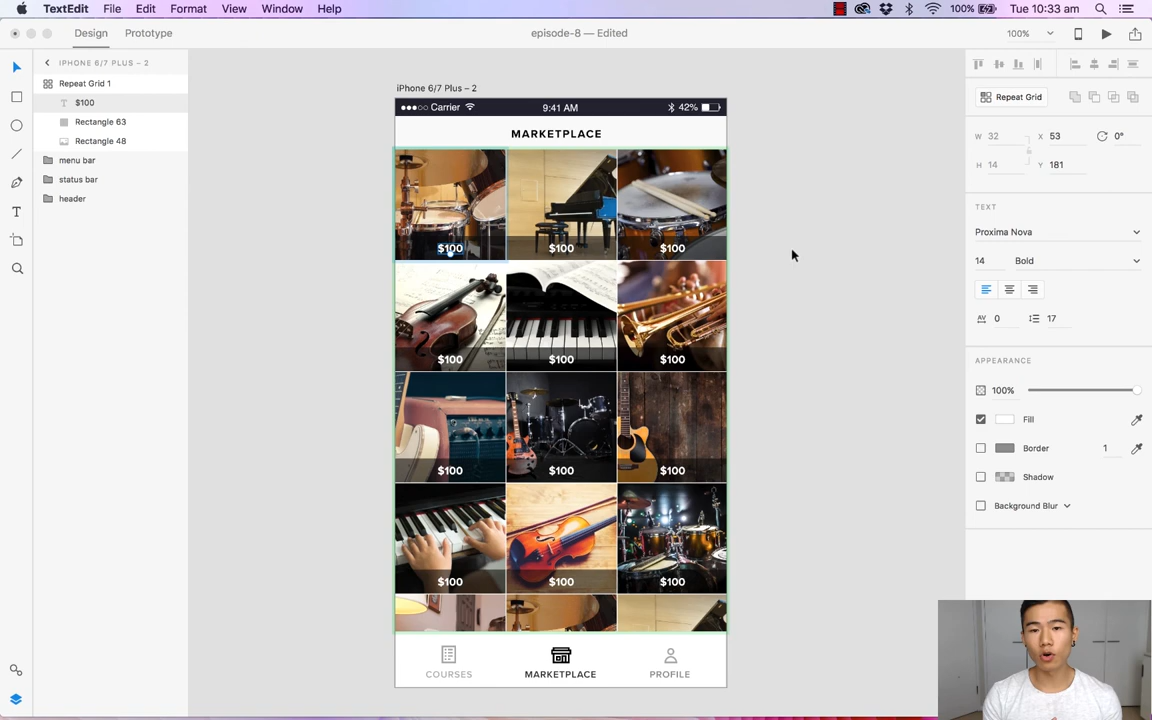 TextEdit File Edit Format View Window Help 100% Tue 10:33 am
Design Prototype episode-8 — Edited 100%
IPHONE 6/7 PLUS – 2
Repeat Grid 1
$100
Rectangle 63
Rectangle 48
menu bar
status bar
header
iPhone 6/7 Plus – 2
Carrier 9:41 AM 42%
MARKETPLACE
$100 $100 $100
$100 $100 $100
$100 $100 $100
$100 $100 $100
COURSES MARKETPLACE PROFILE
Repeat Grid
W 32 X 53 0°
H 14 Y 181
TEXT
Proxima Nova
14 Bold
AV 0 17
APPEARANCE
100%
Fill
Border 1
Shadow
Background Blur